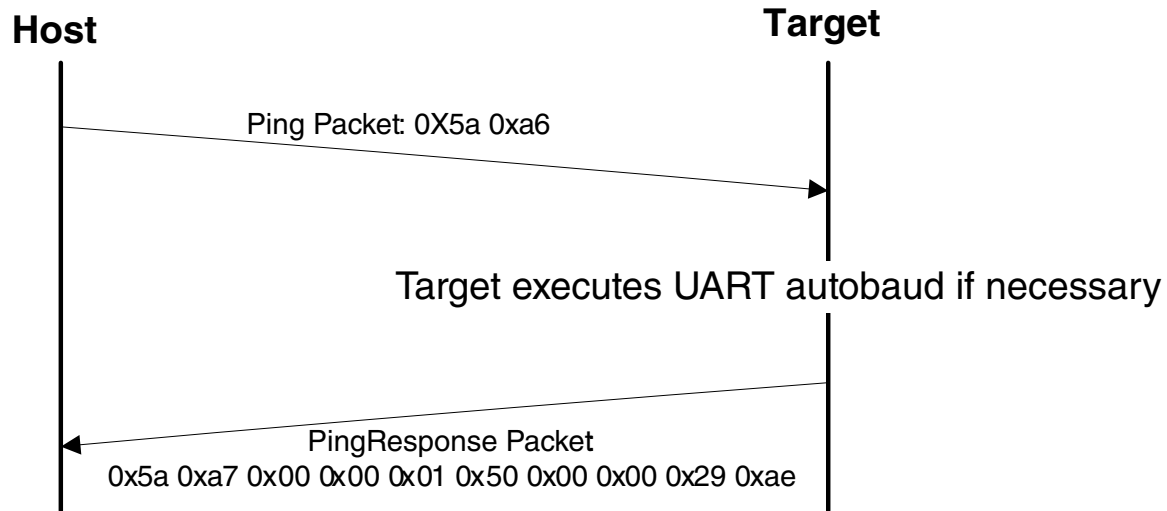 Host
Target
Ping Packet: 0X5a 0xa6
Target executes UART autobaud if necessary
PingResponse Packet
0x5a 0xa7 0x00 0x00 0x01 0x50 0x00 0x00 0x29 0xae